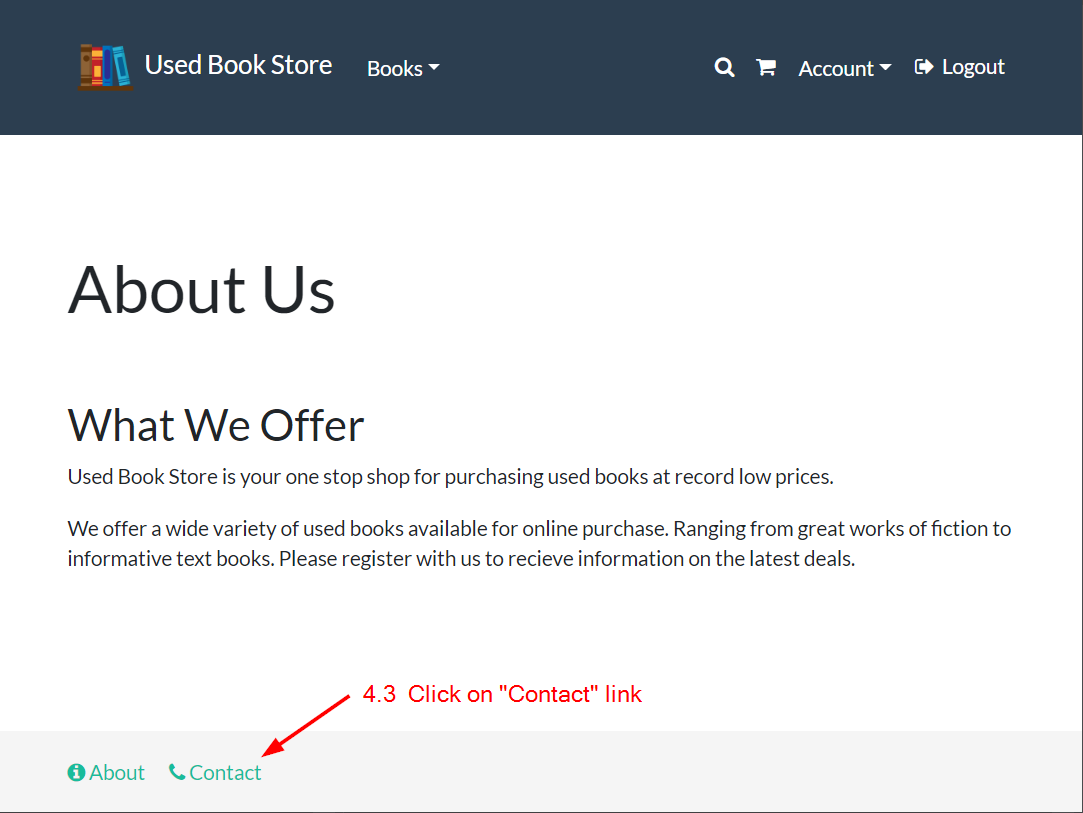 Used Book Store Books Account Logout
About Us
What We Offer
Used Book Store is your one stop shop for purchasing used books at record low prices.
We offer a wide variety of used books available for online purchase. Ranging from great works of fiction to
informative text books. Please register with us to recieve information on the latest deals.
4.3 Click on "Contact" link
About Contact